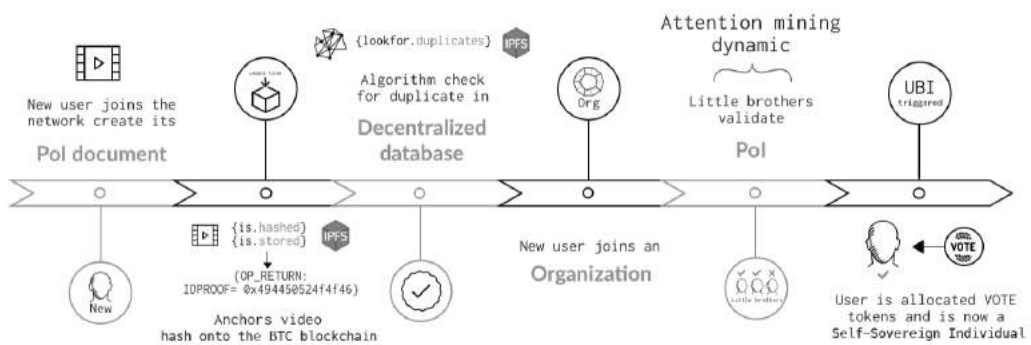 New user joins the
network create its
PoI document
New
{is.hashed}
{is.stored}
IPFS
{OP_RETURN:
IDPROOF= 0x494450524f4f46}
Anchors video
hash onto the BTC blockchain
{lookfor.duplicates}
IPFS
Algorithm check
for duplicate in
Decentralized
database
Org
New user joins an
Organization
Attention mining
dynamic
Little brothers
validate
PoI
Little brothers
UBI
triggered
VOTE
User is allocated VOTE
tokens and is now a
Self-Sovereign Individual